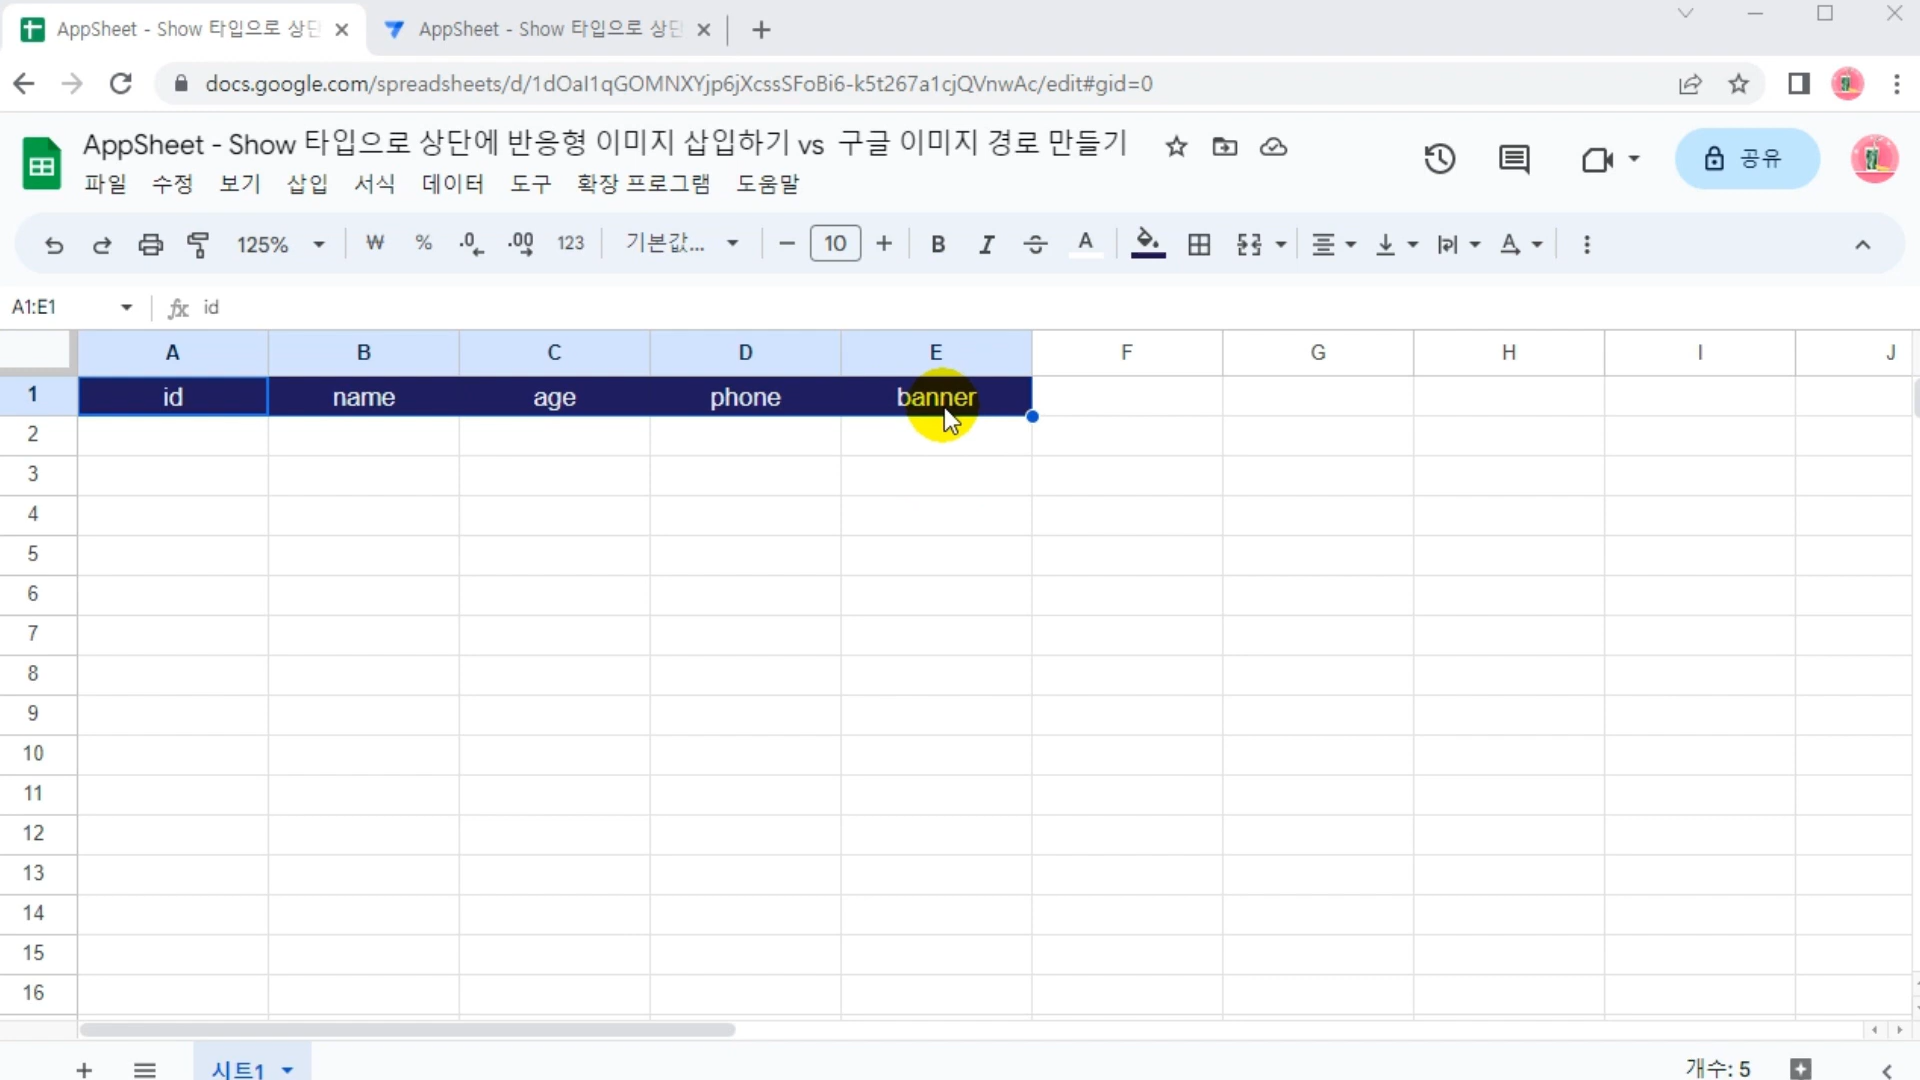 AppSheet - Show 타입으로 상단
AppSheet - Show 타입으로 상단
docs.google.com/spreadsheets/d/1dOaI1qGOMNXYjp6jXcssSFoBi6-k5t267a1cjQVnwAc/edit#gid=0
AppSheet - Show 타입으로 상단에 반응형 이미지 삽입하기 vs 구글 이미지 경로 만들기
파일 수정 보기 삽입 서식 데이터 도구 확장 프로그램 도움말
공유
125% ₩ % .0 .00 123 기본값... 10 B I A A
A1:E1 fx id
A B C D E F G H I J
1 id name age phone banner
2
3
4
5
6
7
8
9
10
11
12
13
14
15
16
시트1
개수: 5